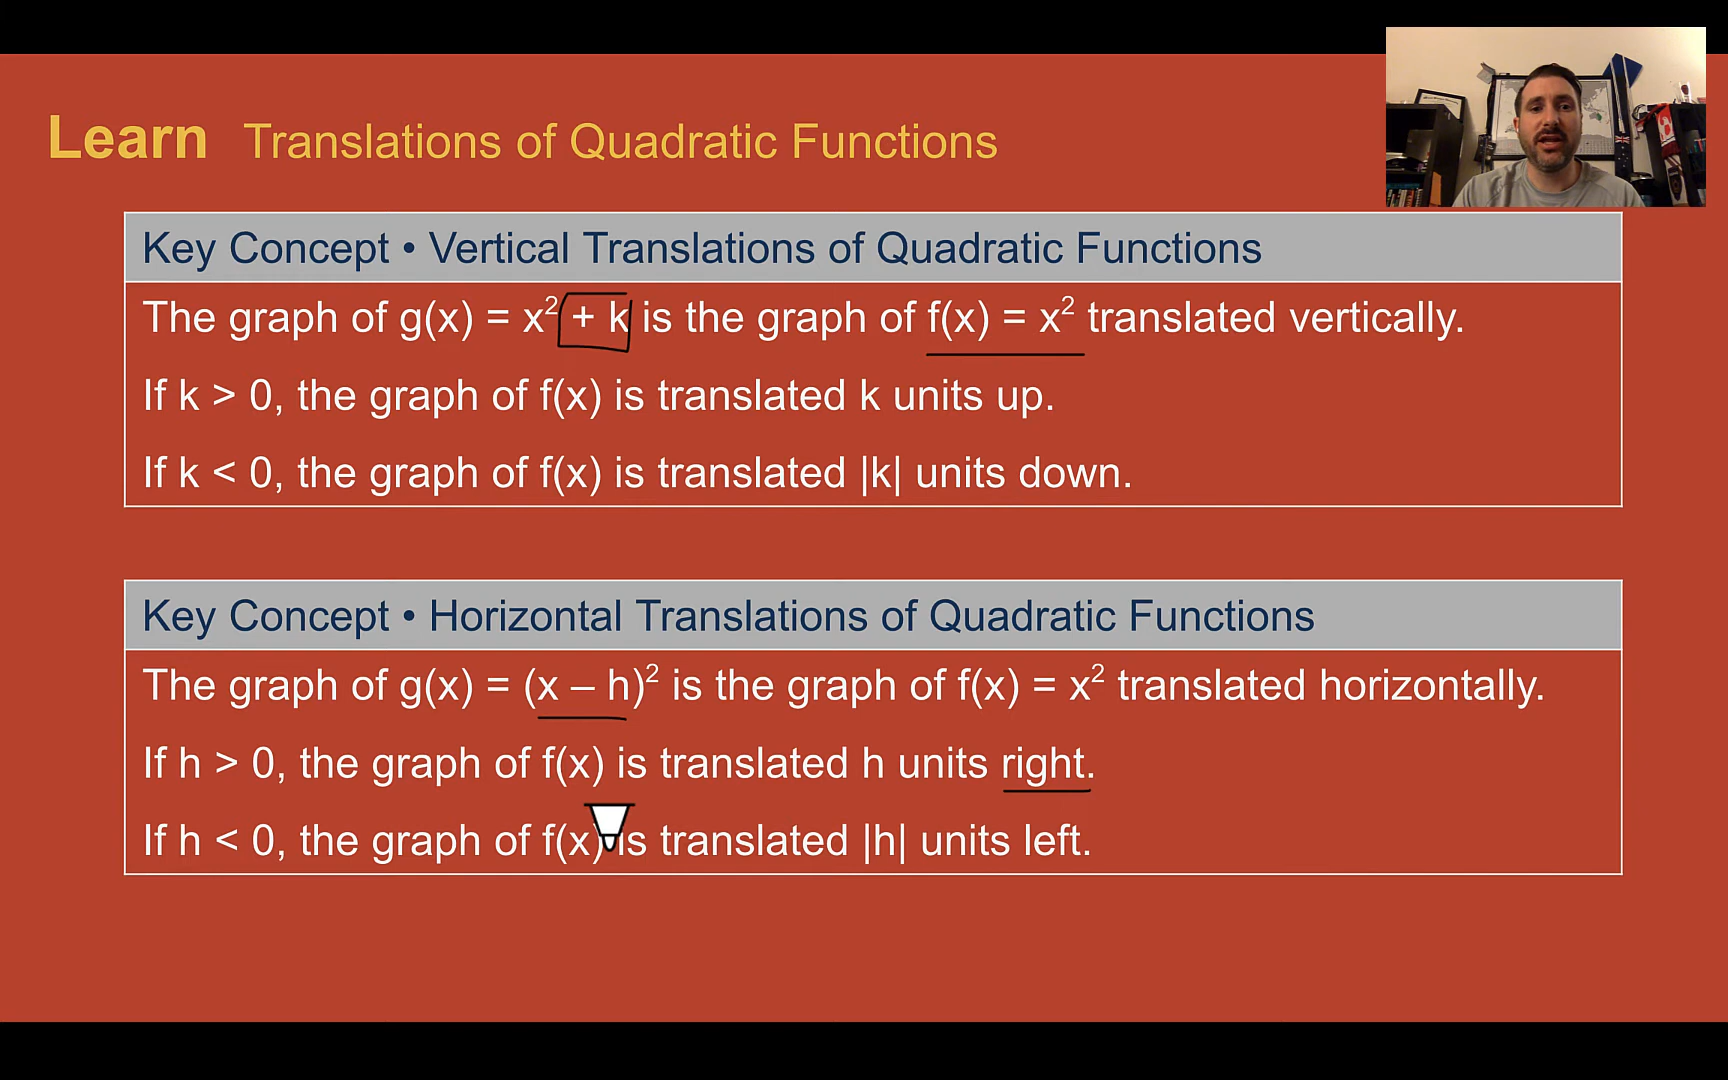 Learn Translations of Quadratic Functions
Key Concept • Vertical Translations of Quadratic Functions
The graph of g(x) = x² + k is the graph of f(x) = x² translated vertically.
If k > 0, the graph of f(x) is translated k units up.
If k < 0, the graph of f(x) is translated |k| units down.
Key Concept • Horizontal Translations of Quadratic Functions
The graph of g(x) = (x – h)² is the graph of f(x) = x² translated horizontally.
If h > 0, the graph of f(x) is translated h units right.
If h < 0, the graph of f(x) is translated |h| units left.